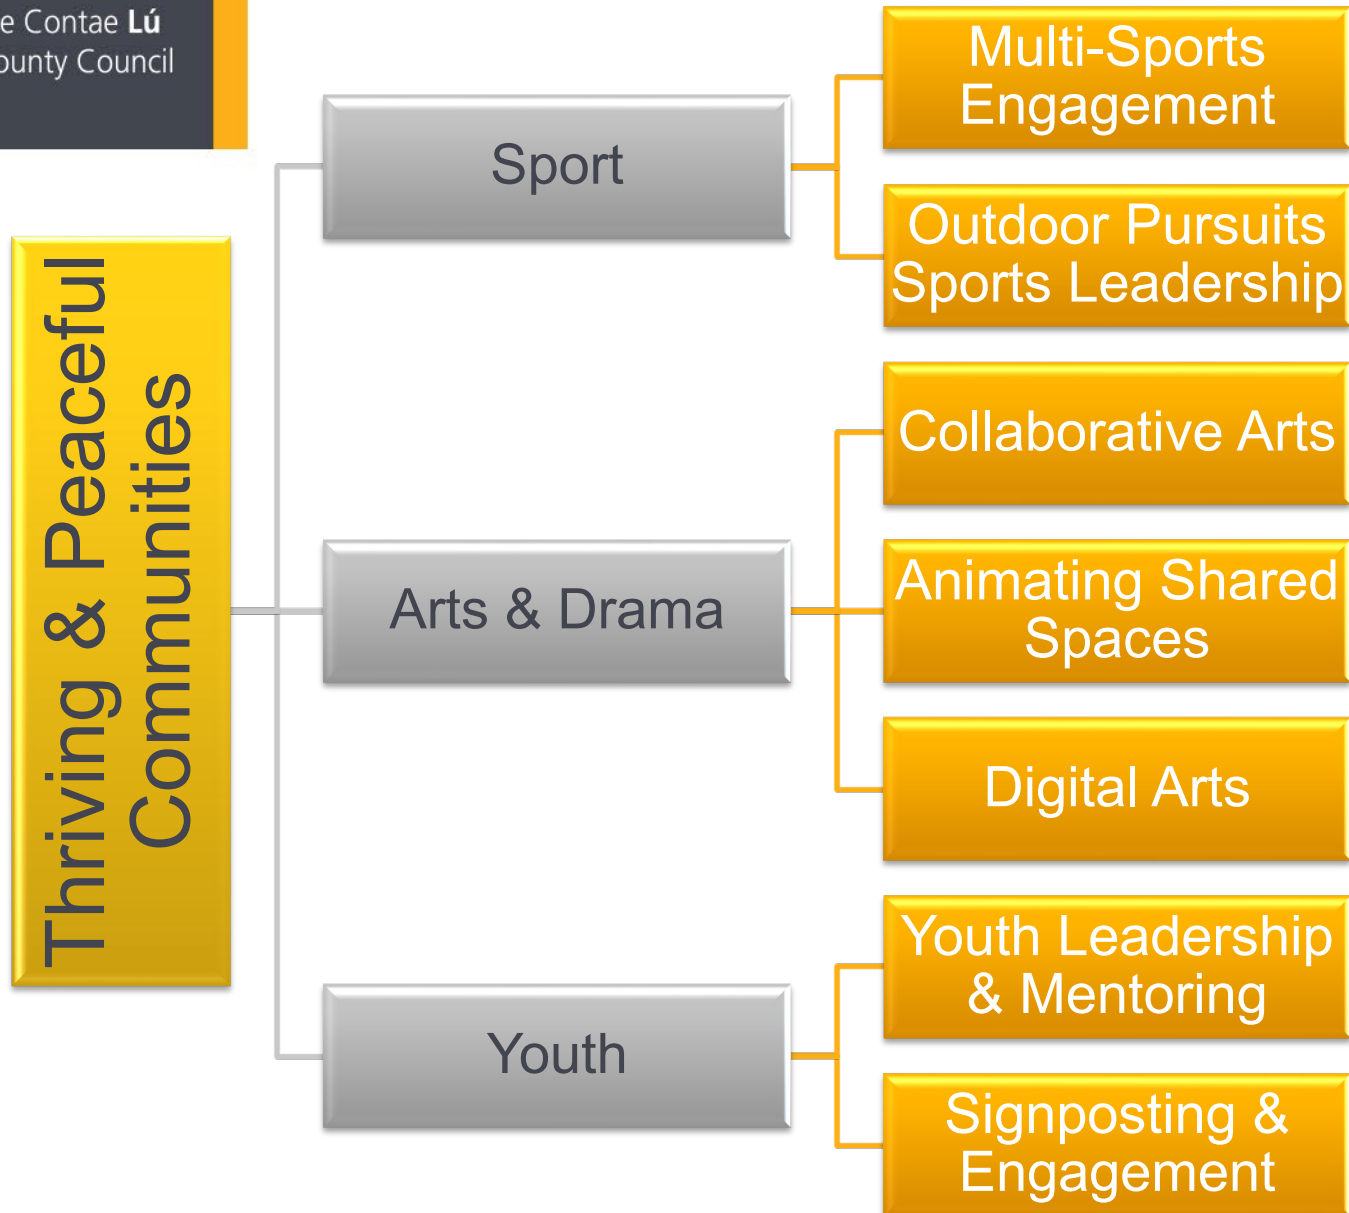 Contae Lú
County Council
Thriving & Peaceful
Communities
Sport
Multi-Sports
Engagement
Outdoor Pursuits
Sports Leadership
Arts & Drama
Collaborative Arts
Animating Shared
Spaces
Digital Arts
Youth
Youth Leadership
& Mentoring
Signposting &
Engagement